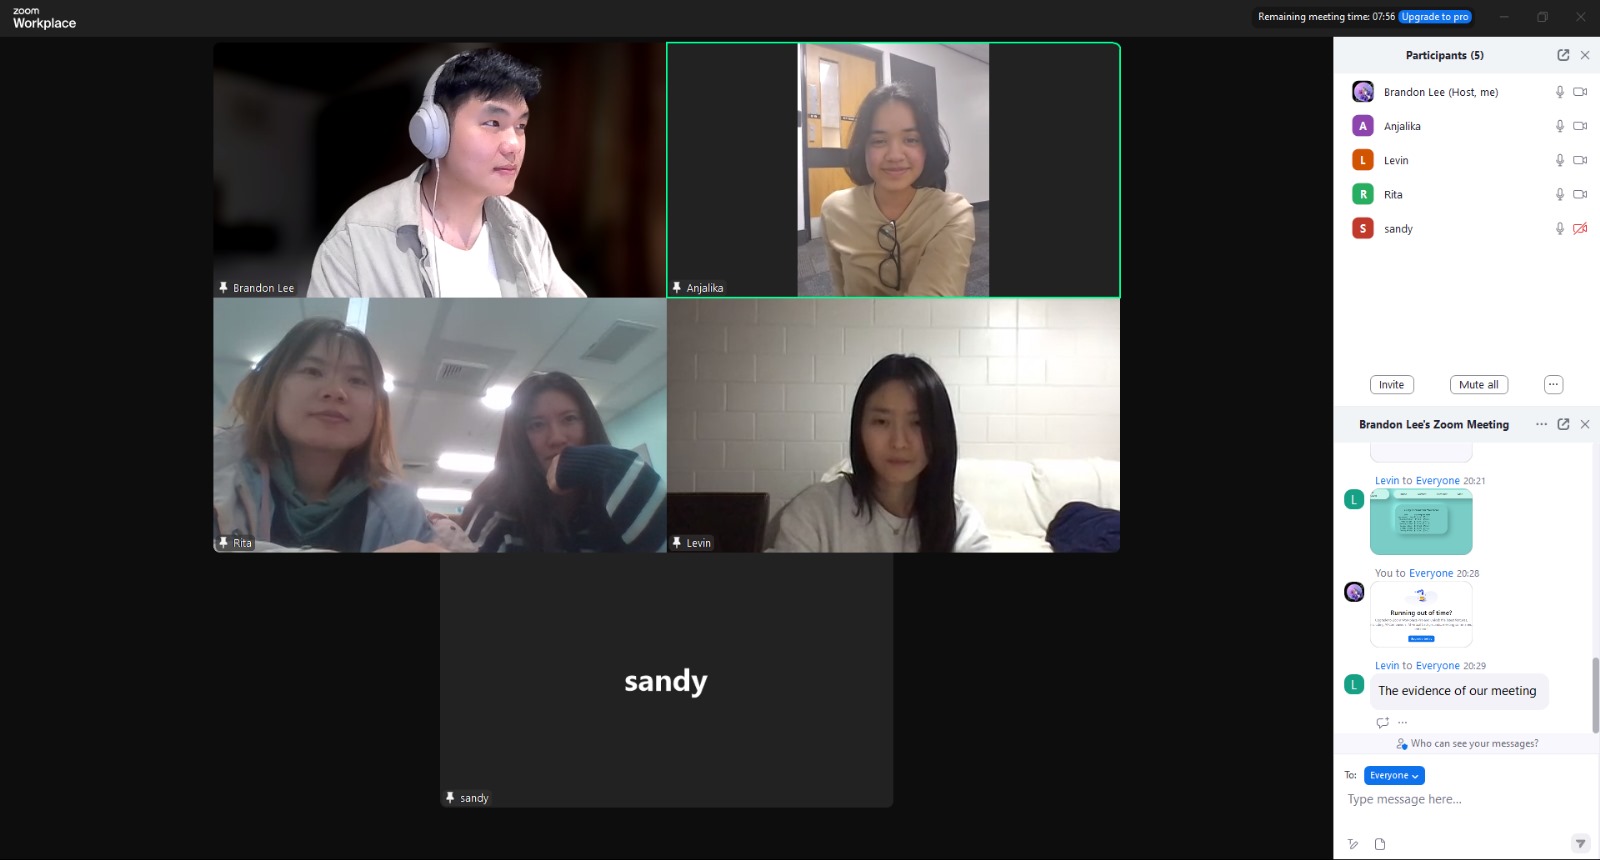 zoom
Workplace
Remaining meeting time: 07:56 Upgrade to pro
Brandon Lee
Anjalika
Rita
Levin
sandy
sandy
Participants (5)
Brandon Lee (Host, me)
A Anjalika
L Levin
R Rita
S sandy
Invite
Mute all
Brandon Lee's Zoom Meeting
Levin to Everyone 20:21
L
You to Everyone 20:28
Running out of time?
Levin to Everyone 20:29
L
The evidence of our meeting
Who can see your messages?
To: Everyone
Type message here...